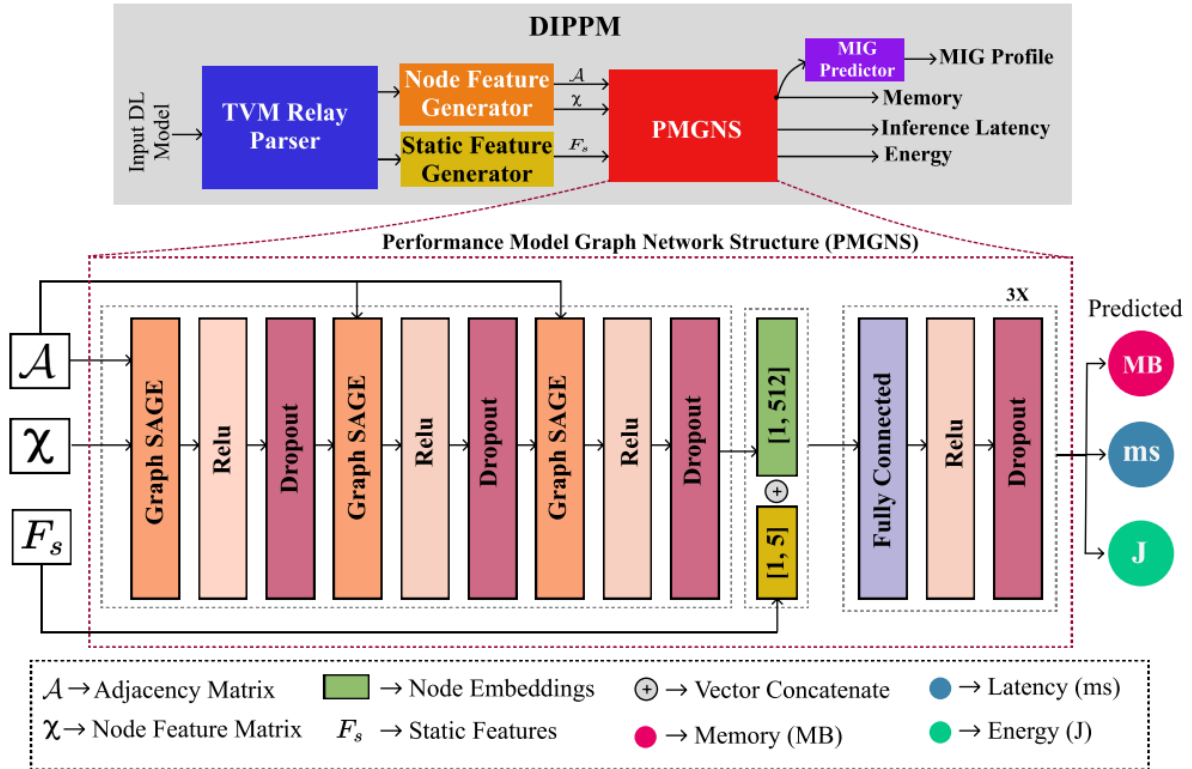 DIPPM
Input DL
Model
TVM Relay
Parser
Node Feature
Generator
Static Feature
Generator
𝒜
χ
Fₛ
PMGNS
MIG
Predictor
MIG Profile
Memory
Inference Latency
Energy
Performance Model Graph Network Structure (PMGNS)
𝒜
χ
Fₛ
Graph SAGE
Relu
Dropout
Graph SAGE
Relu
Dropout
Graph SAGE
Relu
Dropout
[1, 512]
+
[1, 5]
3X
Fully Connected
Relu
Dropout
Predicted
MB
ms
J
𝒜 → Adjacency Matrix
→ Node Embeddings
+ → Vector Concatenate
→ Latency (ms)
χ → Node Feature Matrix
Fₛ → Static Features
→ Memory (MB)
→ Energy (J)